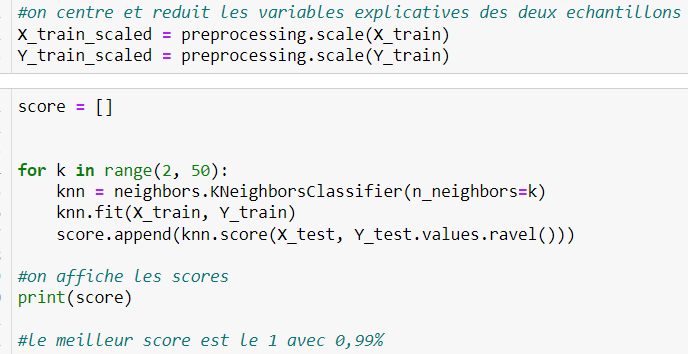 #on centre et reduit les variables explicatives des deux echantillons
X_train_scaled = preprocessing.scale(X_train)
Y_train_scaled = preprocessing.scale(Y_train)
score = []
for k in range(2, 50):
knn = neighbors.KNeighborsClassifier(n_neighbors=k)
knn.fit(X_train, Y_train)
score.append(knn.score(X_test, Y_test.values.ravel()))
#on affiche les scores
print(score)
#le meilleur score est le 1 avec 0,99%